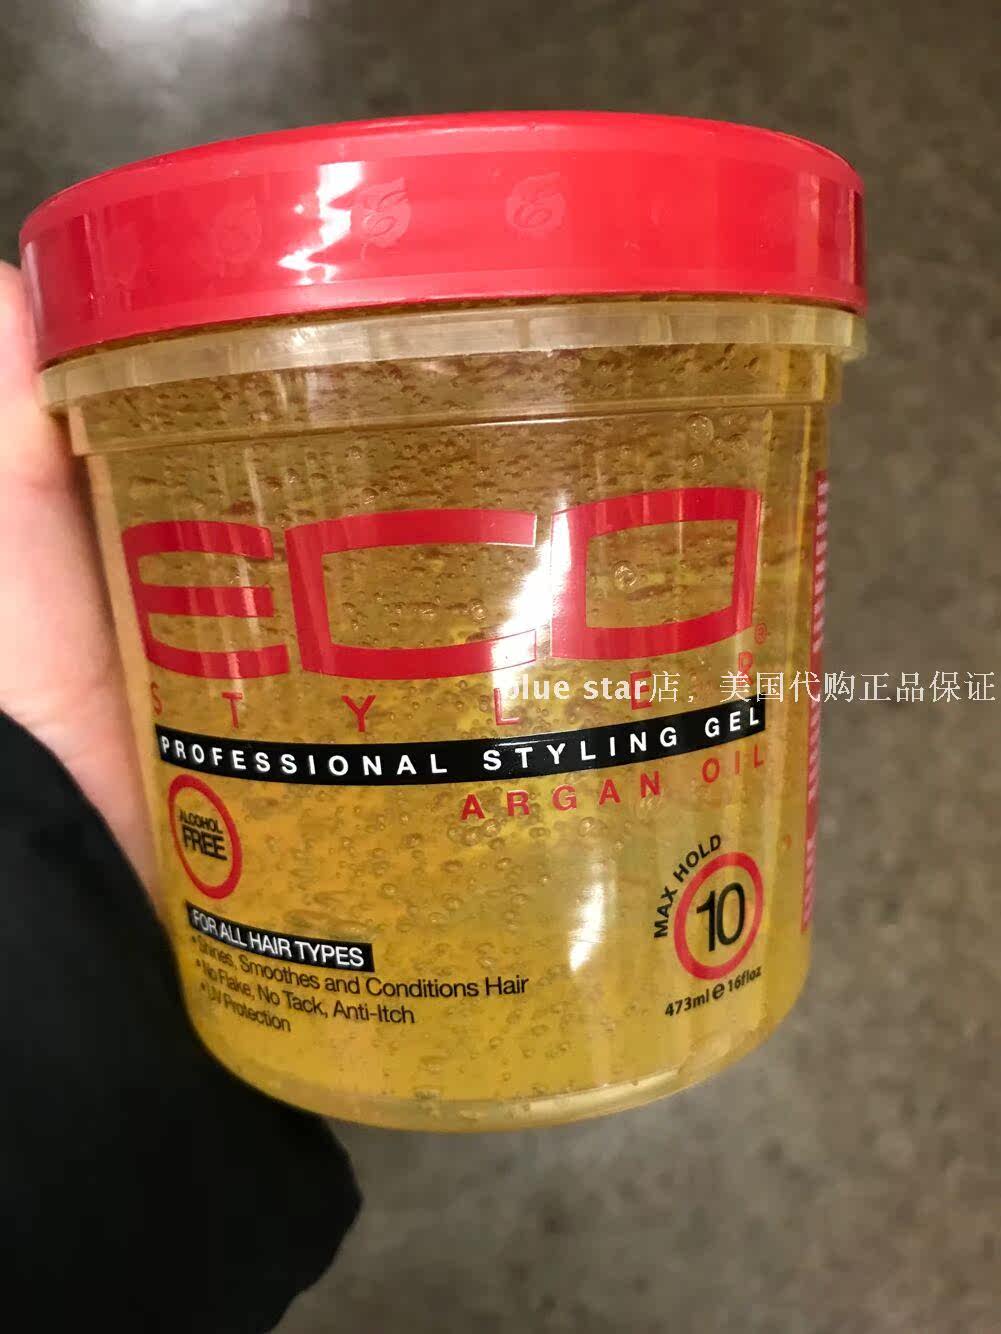 ECO
STYLER®
PROFESSIONAL STYLING GEL
ARGAN OIL
ALCOHOL
FREE
MAX HOLD
10
473ml e 16floz
FOR ALL HAIR TYPES
• Shines, Smoothes and Conditions Hair
• No Flake, No Tack, Anti-Itch
• UV Protection
blue star店，美国代购正品保证